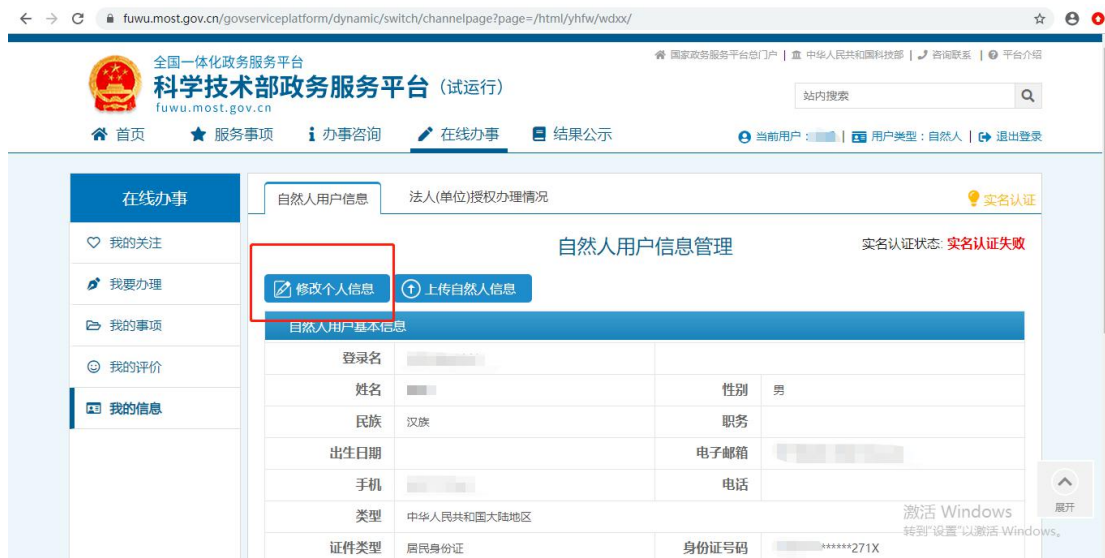 fuwu.most.gov.cn/govserviceplatform/dynamic/switch/channelpage?page=/html/yhfw/wdxx/
全国一体化政务服务平台
国家政务服务平台总门户 | 中华人民共和国科技部 | 咨询联系 | 平台介绍
科学技术部政务服务平台（试运行）
fuwu.most.gov.cn
站内搜索
首页 服务事项 办事咨询 在线办事 结果公示
当前用户： | 用户类型：自然人 | 退出登录
在线办事
自然人用户信息 法人(单位)授权办理情况
实名认证
我的关注
自然人用户信息管理
实名认证状态: 实名认证失败
我要办理
修改个人信息 上传自然人信息
我的事项
自然人用户基本信息
登录名
我的评价
姓名 性别 男
我的信息
民族 汉族 职务
出生日期 电子邮箱
手机 电话
展开
类型 中华人民共和国大陆地区
激活 Windows
转到"设置"以激活 Windows。
证件类型 居民身份证 身份证号码 ******271X